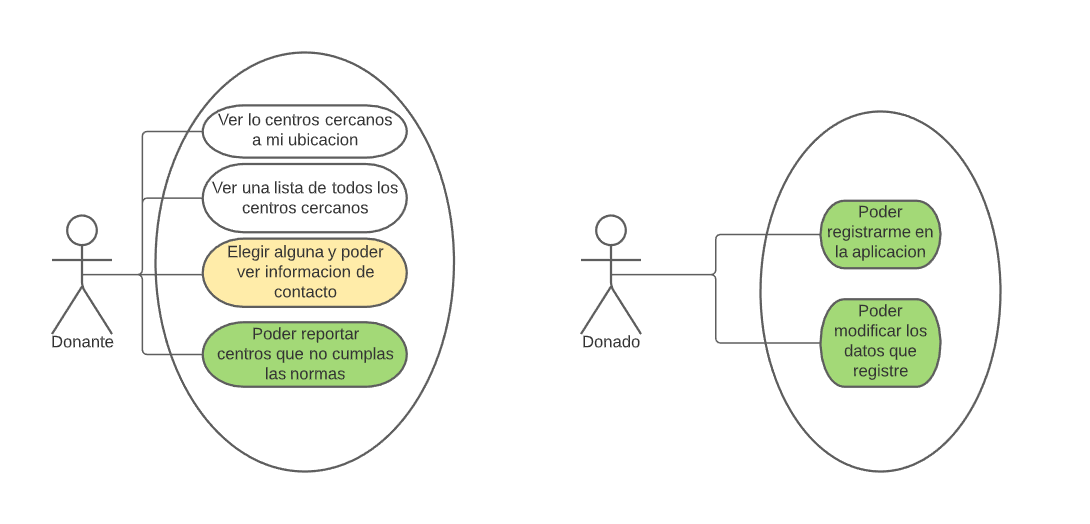 Ver lo centros cercanos
a mi ubicacion
Ver una lista de todos los
centros cercanos
Elegir alguna y poder
ver informacion de
contacto
Poder reportar
centros que no cumplas
las normas
Donante
Poder
registrarme en
la aplicacion
Poder
modificar los
datos que
registre
Donado